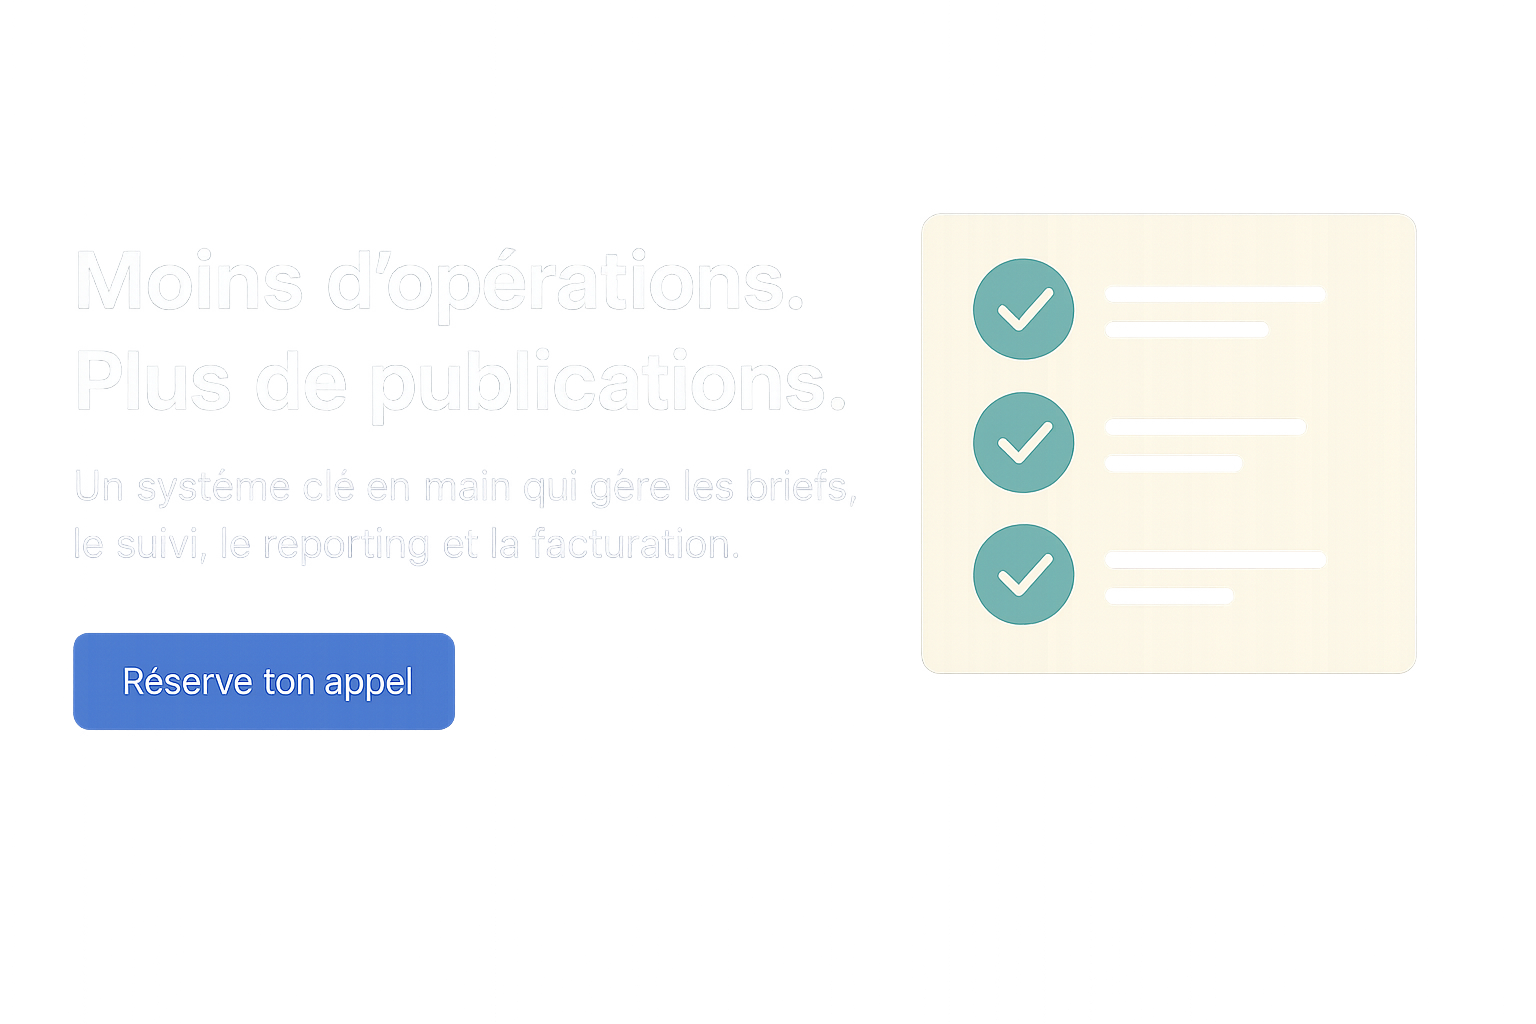 Moins d’opérations.
Plus de publications.
Un systéme clé en main qui gére les briefs,
le suivi, le reporting et la facturation.
Réserve ton appel